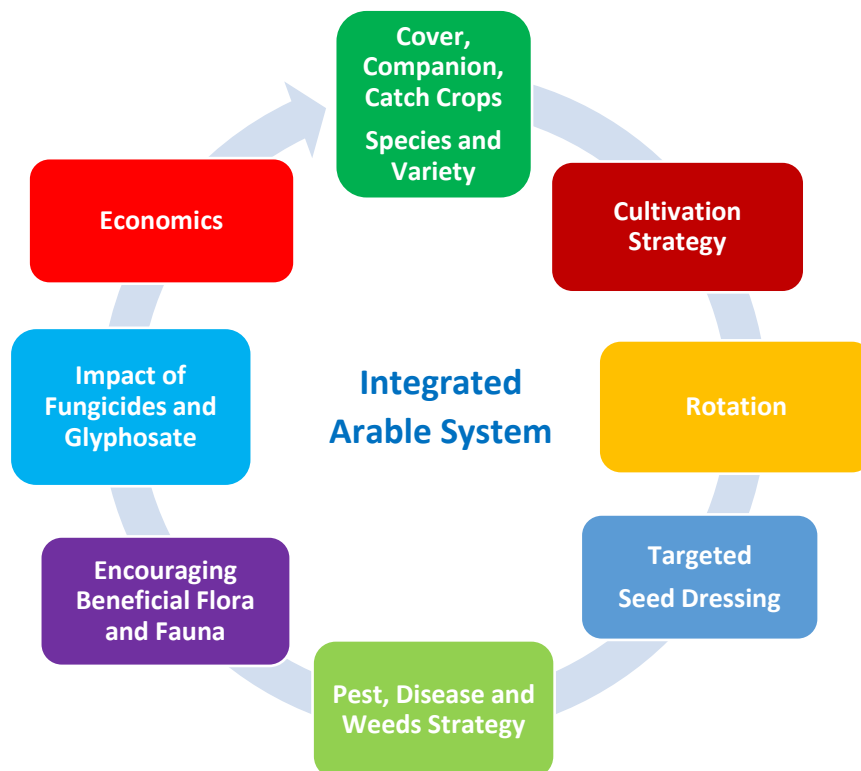 Cover,
Companion,
Catch Crops
Species and
Variety
Cultivation
Strategy
Rotation
Targeted
Seed Dressing
Pest, Disease and
Weeds Strategy
Encouraging
Beneficial Flora
and Fauna
Impact of
Fungicides and
Glyphosate
Economics
Integrated
Arable System